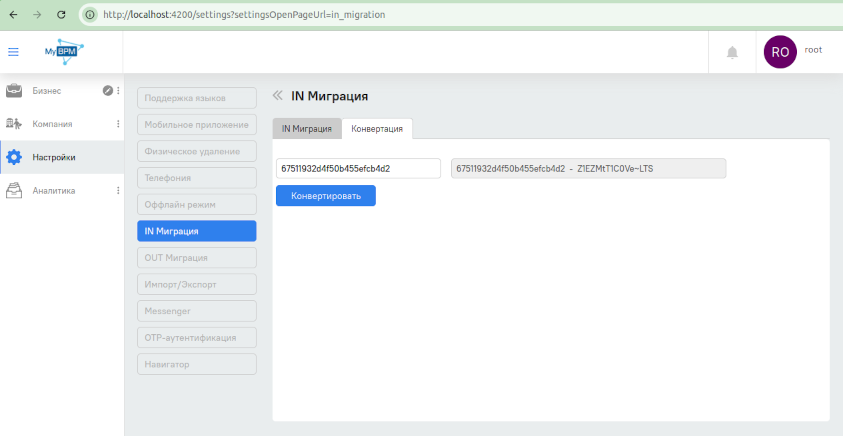 http://localhost:4200/settings?settingsOpenPageUrl=in_migration
My BPM
RO root
Бизнес
Компания
Настройки
Аналитика
Поддержка языков
Мобильное приложение
Физическое удаление
Телефония
Оффлайн режим
IN Миграция
OUT Миграция
Импорт/Экспорт
Messenger
OTP-аутентификация
Навигатор
IN Миграция
IN Миграция Конвертация
67511932d4f50b455efcb4d2 67511932d4f50b455efcb4d2 - Z1EZMtT1C0Ve~LTS
Конвертировать